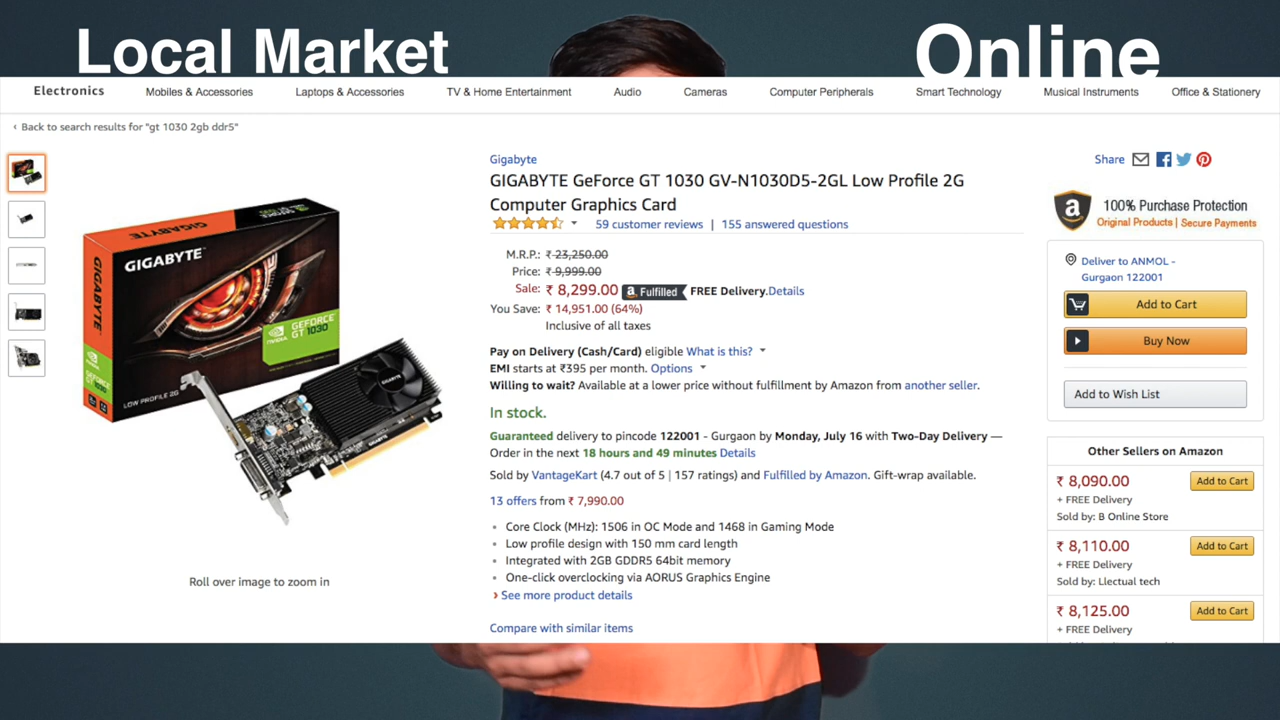 Local Market
Online
Electronics
Mobiles & Accessories
Laptops & Accessories
TV & Home Entertainment
Audio
Cameras
Computer Peripherals
Smart Technology
Musical Instruments
Office & Stationery
‹ Back to search results for "gt 1030 2gb ddr5"
GIGABYTE
GIGABYTE
GIGABYTE
NVIDIA
GEFORCE
GT 1030
LOW PROFILE 2G
GIGABYTE
GIGABYTE
Roll over image to zoom in
Gigabyte
GIGABYTE GeForce GT 1030 GV-N1030D5-2GL Low Profile 2G
Computer Graphics Card
59 customer reviews | 155 answered questions
M.R.P.: ₹ 23,250.00
Price: ₹ 9,999.00
Sale: ₹ 8,299.00 a Fulfilled FREE Delivery.Details
You Save: ₹ 14,951.00 (64%)
Inclusive of all taxes
Pay on Delivery (Cash/Card) eligible What is this?
EMI starts at ₹395 per month. Options
Willing to wait? Available at a lower price without fulfillment by Amazon from another seller.
In stock.
Guaranteed delivery to pincode 122001 - Gurgaon by Monday, July 16 with Two-Day Delivery —
Order in the next 18 hours and 49 minutes Details
Sold by VantageKart (4.7 out of 5 | 157 ratings) and Fulfilled by Amazon. Gift-wrap available.
13 offers from ₹ 7,990.00
• Core Clock (MHz): 1506 in OC Mode and 1468 in Gaming Mode
• Low profile design with 150 mm card length
• Integrated with 2GB GDDR5 64bit memory
• One-click overclocking via AORUS Graphics Engine
› See more product details
Compare with similar items
Share
a
100% Purchase Protection
Original Products | Secure Payments
Deliver to ANMOL -
Gurgaon 122001
Add to Cart
Buy Now
Add to Wish List
Other Sellers on Amazon
₹ 8,090.00 Add to Cart
+ FREE Delivery
Sold by: B Online Store
₹ 8,110.00 Add to Cart
+ FREE Delivery
Sold by: Llectual tech
₹ 8,125.00 Add to Cart
+ FREE Delivery